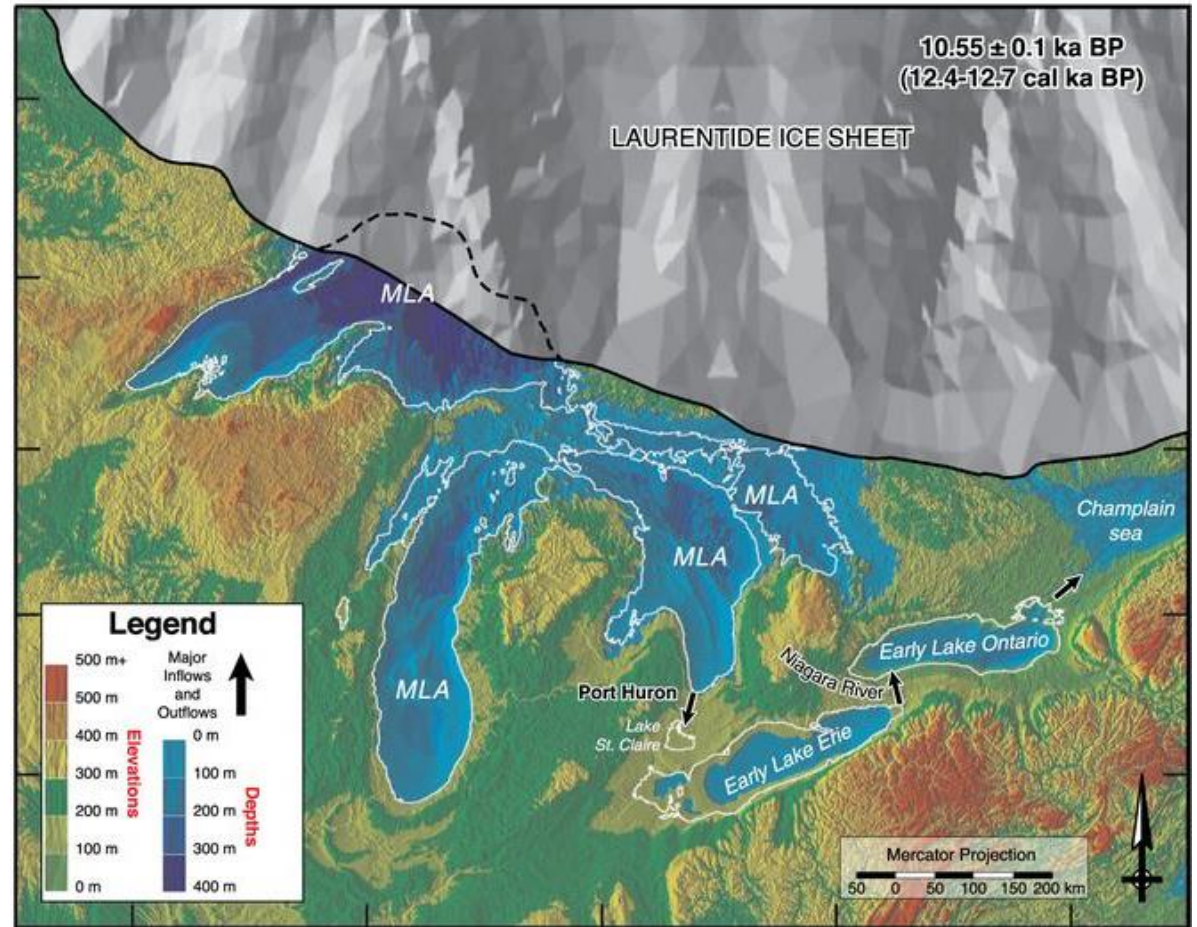 10.55 ± 0.1 ka BP
(12.4-12.7 cal ka BP)
LAURENTIDE ICE SHEET
MLA
MLA
MLA
MLA
Champlain
sea
Early Lake Ontario
Niagara River
Port Huron
Lake
St. Claire
Early Lake Erie
Legend
500 m+
500 m
400 m
300 m
200 m
100 m
0 m
Elevations
Major
Inflows
and
Outflows
0 m
100 m
200 m
300 m
400 m
Depths
Mercator Projection
50 0 50 100 150 200 km